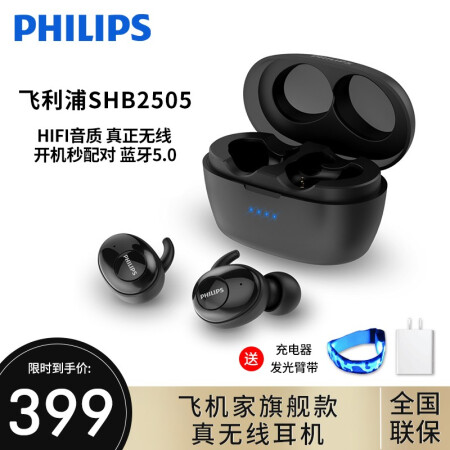 PHILIPS
飞利浦SHB2505
HIFI音质 真正无线
开机秒配对 蓝牙5.0
PHILIPS
PHILIPS
送
充电器
发光臂带
限时到手价:
399
飞机家旗舰款
真无线耳机
全国
联保